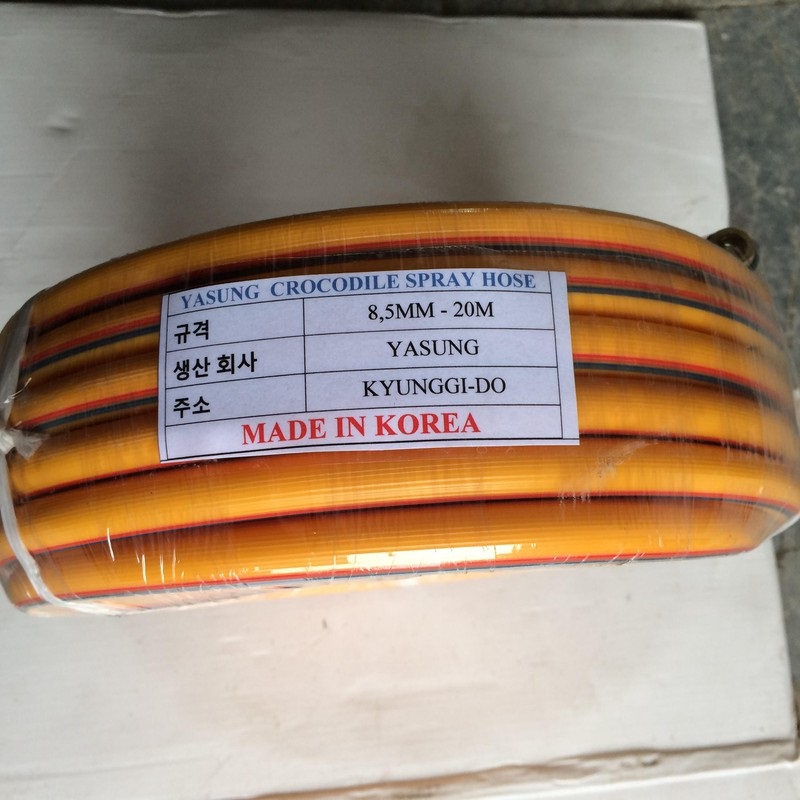 YASUNG CROCODILE SPRAY HOSE
규격 8,5MM - 20M
생산 회사 YASUNG
주소 KYUNGGI-DO
MADE IN KOREA